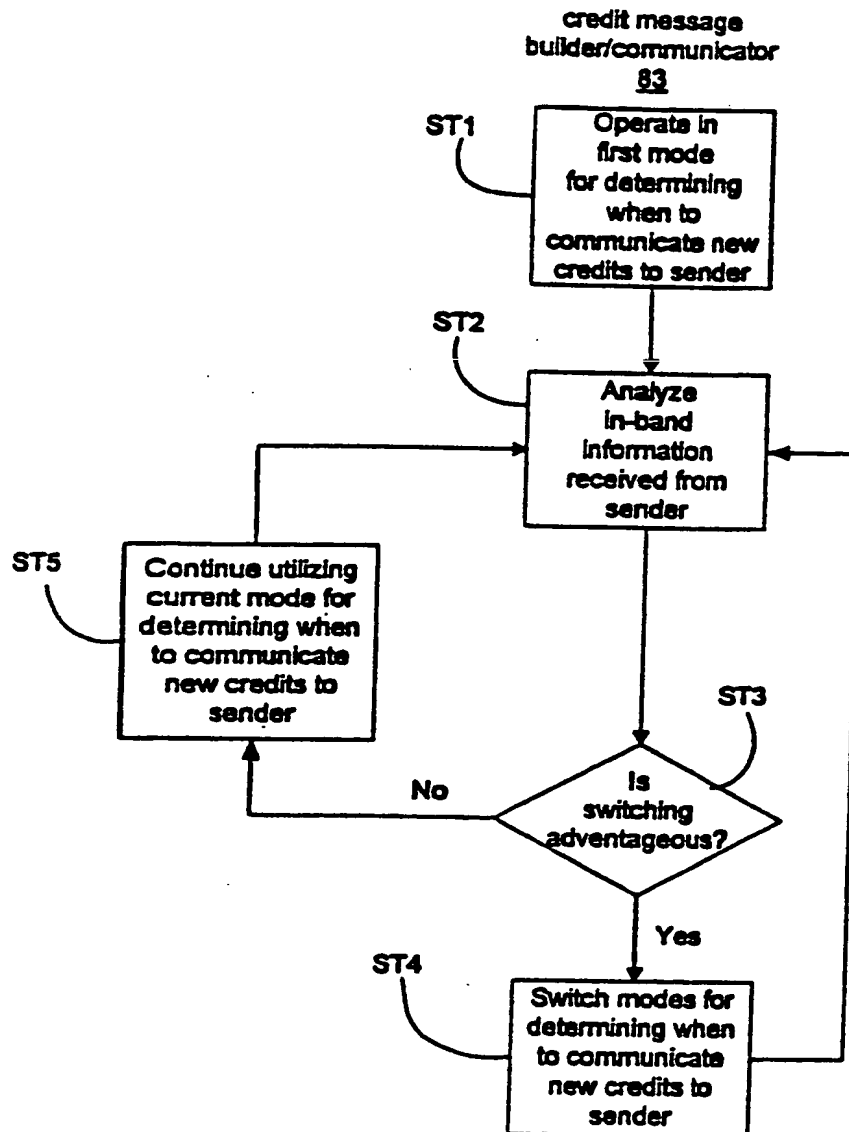 credit message
builder/communicator
83
ST1
Operate in
first mode
for determining
when to
communicate new
credits to sender
ST2
Analyze
in-band
information
received from
sender
ST5
Continue utilizing
current mode for
determining when
to communicate
new credits to
sender
ST3
Is
switching
adventageous?
No
Yes
ST4
Switch modes for
determining when
to communicate
new credits to
sender